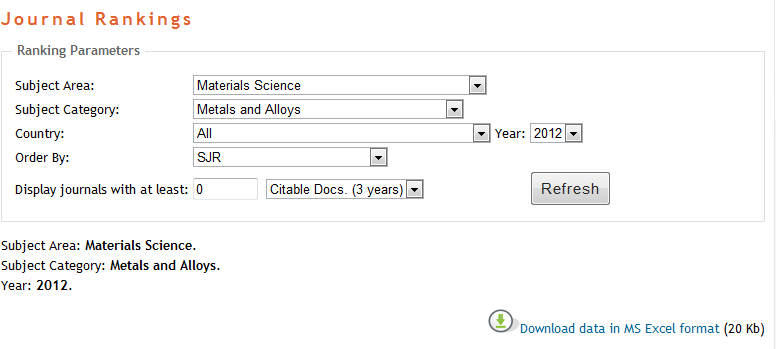 Journal Rankings
Ranking Parameters
Subject Area: Materials Science
Subject Category: Metals and Alloys
Country: All Year: 2012
Order By: SJR
Display journals with at least: 0 Citable Docs. (3 years) Refresh
Subject Area: Materials Science.
Subject Category: Metals and Alloys.
Year: 2012.
Download data in MS Excel format (20 Kb)